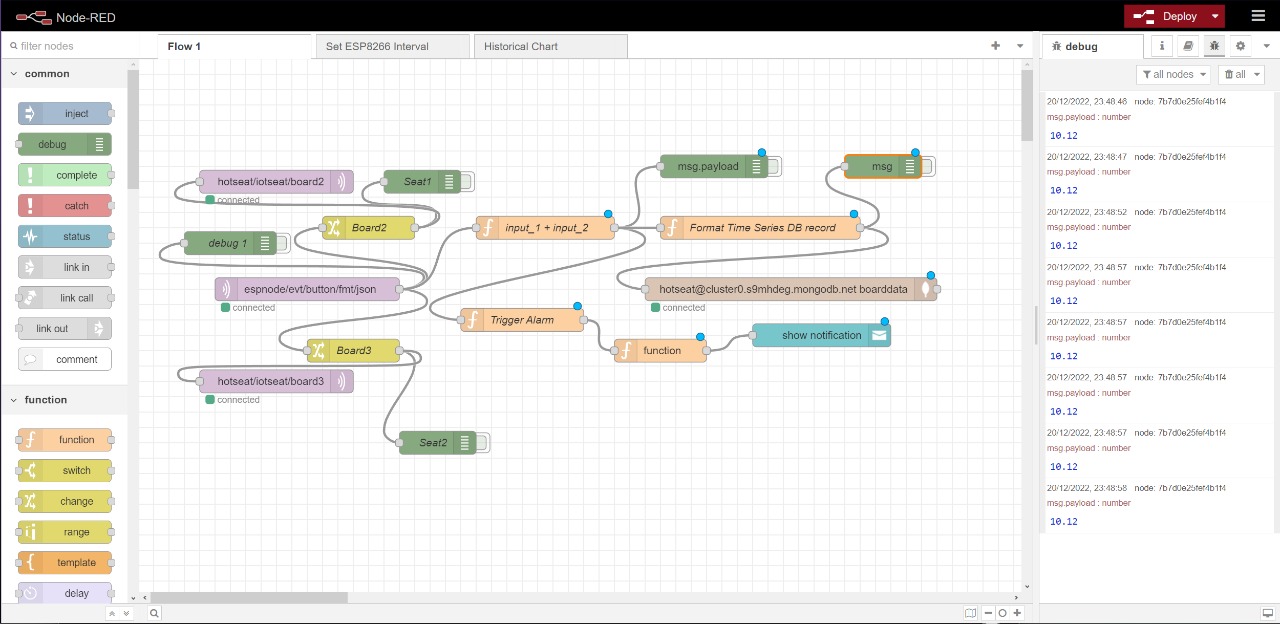 Node-RED
Deploy
filter nodes
Flow 1
Set ESP8266 Interval
Historical Chart
debug
all nodes
all
common
inject
debug
complete
catch
status
link in
link call
link out
comment
function
function
switch
change
range
template
delay
hotseat/iotseat/board2
connected
Seat1
Board2
debug 1
espnode/evt/button/fmt/json
connected
Board3
hotseat/iotseat/board3
connected
Seat2
input_1 + input_2
msg.payload
msg
Format Time Series DB record
hotseat@cluster0.s9mhdeg.mongodb.net boarddata
connected
Trigger Alarm
function
show notification
20/12/2022, 23:48:46 node: 7b7d0e25fef4b1f4
msg.payload : number
10.12
20/12/2022, 23:48:47 node: 7b7d0e25fef4b1f4
msg.payload : number
10.12
20/12/2022, 23:48:52 node: 7b7d0e25fef4b1f4
msg.payload : number
10.12
20/12/2022, 23:48:57 node: 7b7d0e25fef4b1f4
msg.payload : number
10.12
20/12/2022, 23:48:57 node: 7b7d0e25fef4b1f4
msg.payload : number
10.12
20/12/2022, 23:48:57 node: 7b7d0e25fef4b1f4
msg.payload : number
10.12
20/12/2022, 23:48:57 node: 7b7d0e25fef4b1f4
msg.payload : number
10.12
20/12/2022, 23:48:58 node: 7b7d0e25fef4b1f4
msg.payload : number
10.12